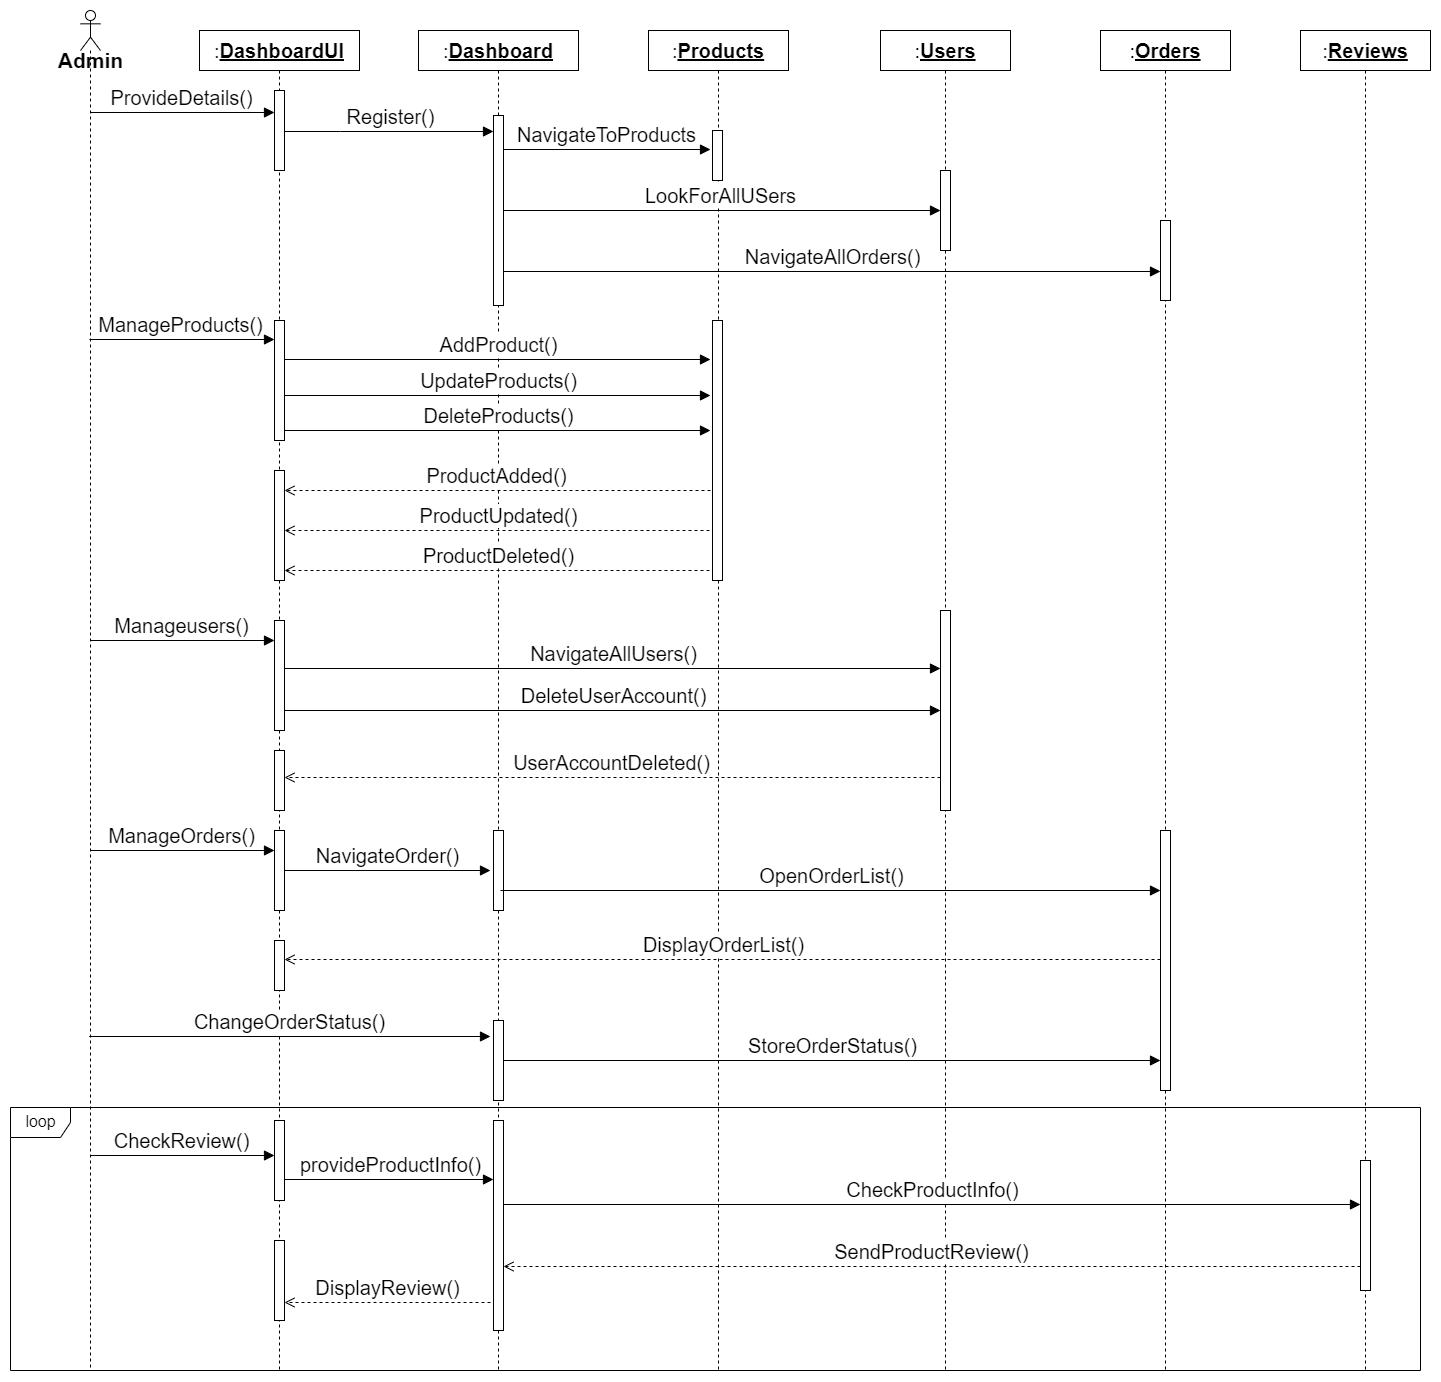 Admin
:DashboardUI
:Dashboard
:Products
:Users
:Orders
:Reviews
ProvideDetails()
Register()
NavigateToProducts
LookForAllUSers
NavigateAllOrders()
ManageProducts()
AddProduct()
UpdateProducts()
DeleteProducts()
ProductAdded()
ProductUpdated()
ProductDeleted()
Manageusers()
NavigateAllUsers()
DeleteUserAccount()
UserAccountDeleted()
ManageOrders()
NavigateOrder()
OpenOrderList()
DisplayOrderList()
ChangeOrderStatus()
StoreOrderStatus()
loop
CheckReview()
provideProductInfo()
CheckProductInfo()
SendProductReview()
DisplayReview()